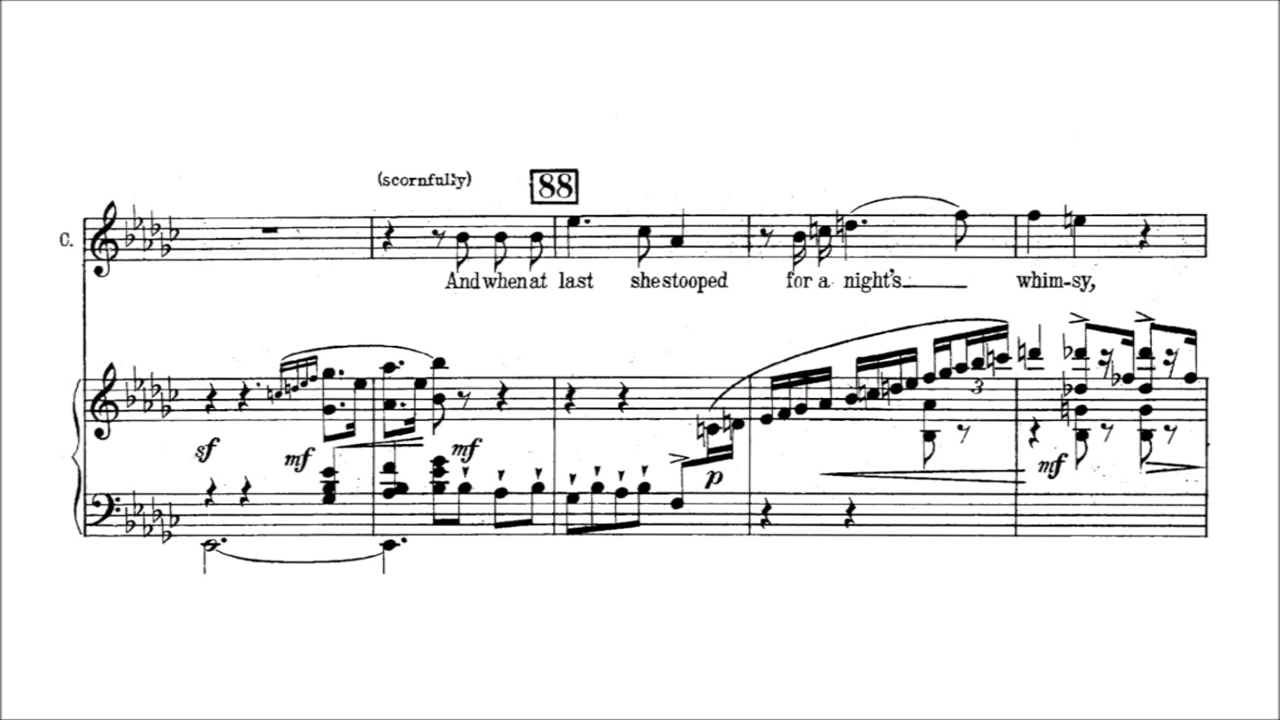 (scornfully)
88
C.
And when at last she stooped for a night's whim-sy,
3
sf mf mf p mf